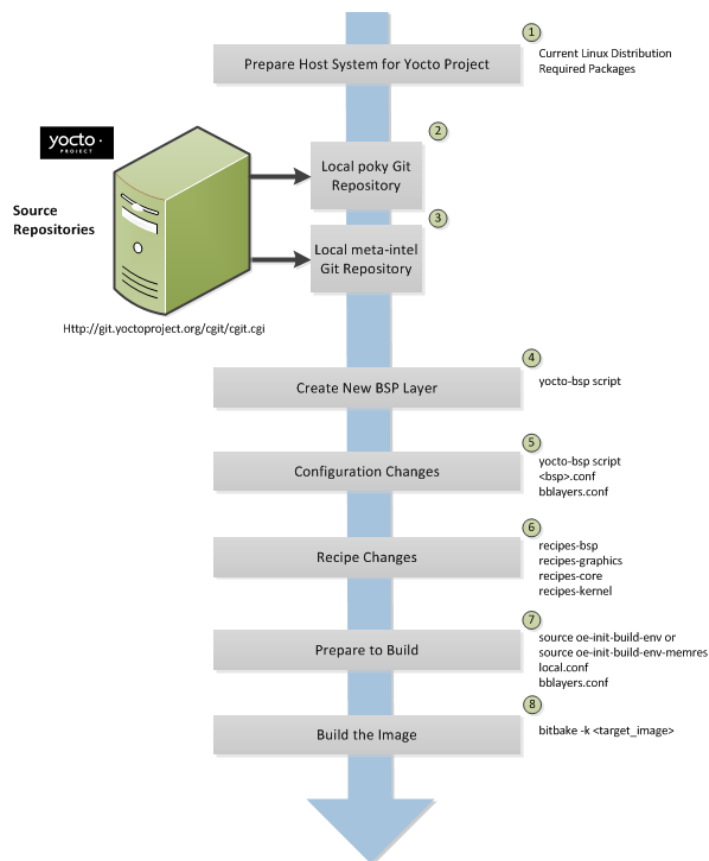 1
Prepare Host System for Yocto Project
Current Linux Distribution
Required Packages
yocto ·
PROJECT
Source
Repositories
2
Local poky Git
Repository
3
Local meta-intel
Git Repository
Http://git.yoctoproject.org/cgit/cgit.cgi
4
Create New BSP Layer
yocto-bsp script
5
Configuration Changes
yocto-bsp script
<bsp>.conf
bblayers.conf
6
Recipe Changes
recipes-bsp
recipes-graphics
recipes-core
recipes-kernel
7
Prepare to Build
source oe-init-build-env or
source oe-init-build-env-memres
local.conf
bblayers.conf
8
Build the Image
bitbake -k <target_image>